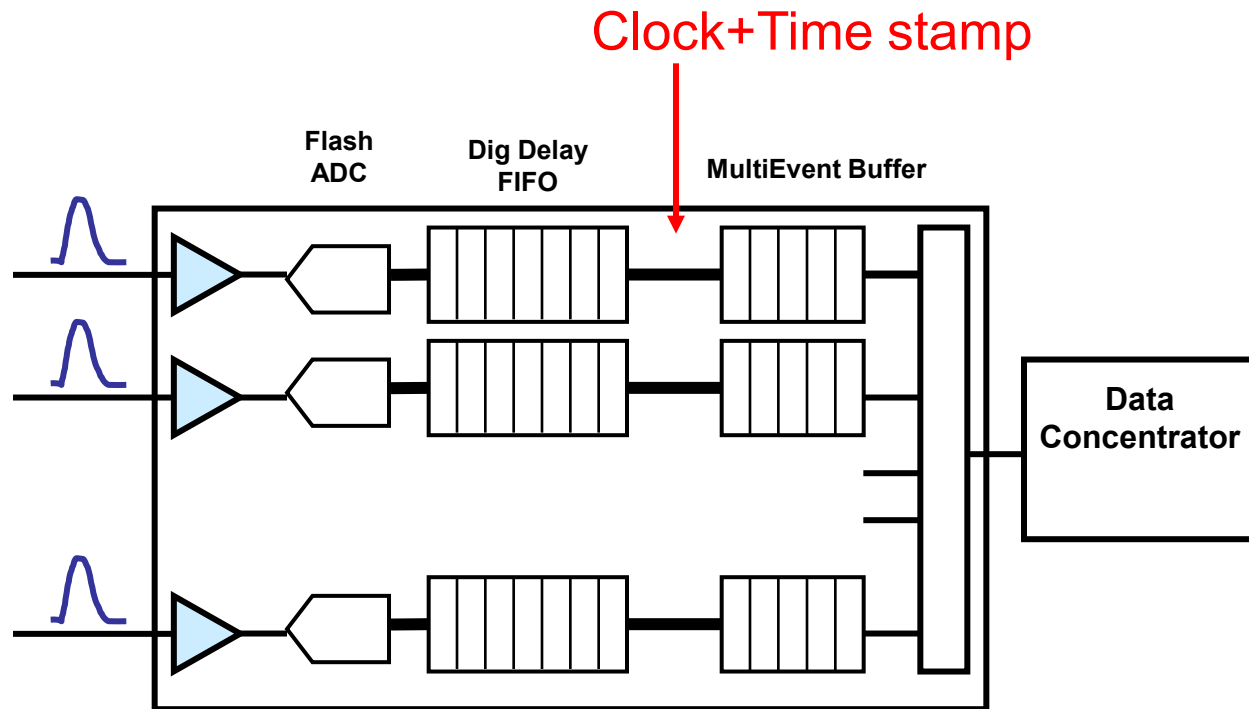 Clock+Time stamp
Flash
ADC
Dig Delay
FIFO
MultiEvent Buffer
Data
Concentrator